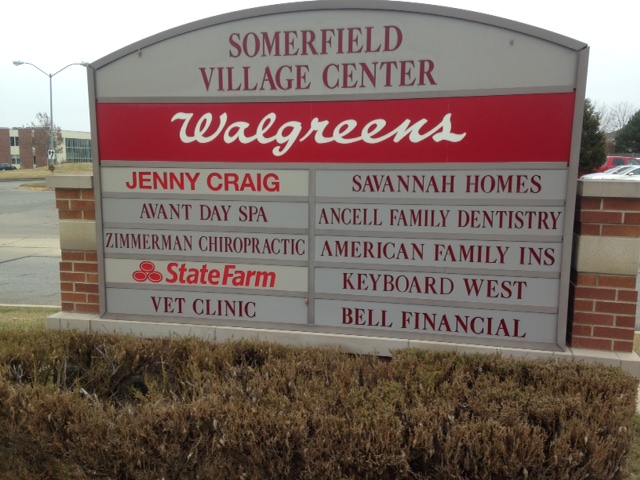 SOMERFIELD
VILLAGE CENTER
Walgreens
JENNY CRAIG
AVANT DAY SPA
ZIMMERMAN CHIROPRACTIC
StateFarm
VET CLINIC
SAVANNAH HOMES
ANCELL FAMILY DENTISTRY
AMERICAN FAMILY INS
KEYBOARD WEST
BELL FINANCIAL